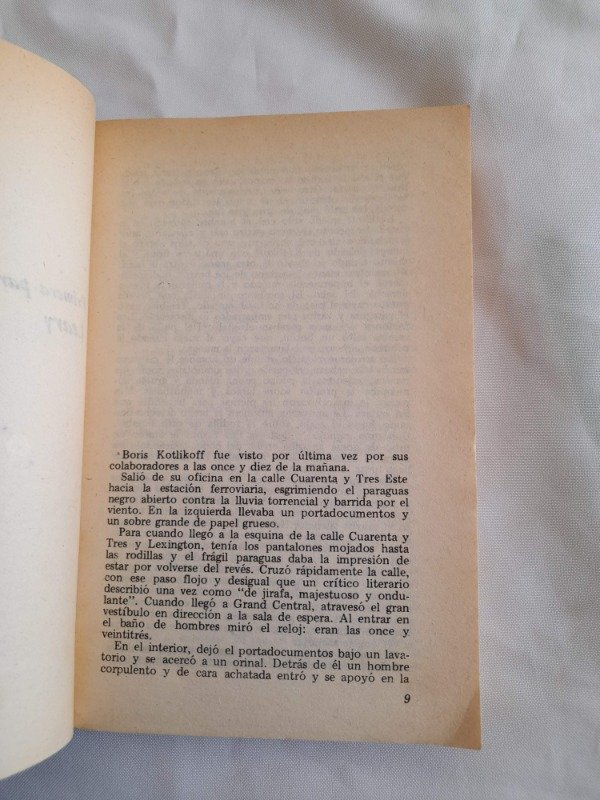 Boris Kotlikoff fue visto por última vez por sus
colaboradores a las once y diez de la mañana.
Salió de su oficina en la calle Cuarenta y Tres Este
hacia la estación ferroviaria, esgrimiendo el paraguas
negro abierto contra la lluvia torrencial y barrida por el
viento. En la izquierda llevaba un portadocumentos y
un sobre grande de papel grueso.
Para cuando llegó a la esquina de la calle Cuarenta y
Tres y Lexington, tenía los pantalones mojados hasta
las rodillas y el frágil paraguas daba la impresión de
estar por volverse del revés. Cruzó rápidamente la calle,
con ese paso flojo y desigual que un crítico literario
describió una vez como "de jirafa, majestuoso y ondu-
lante". Cuando llegó a Grand Central, atravesó el gran
vestíbulo en dirección a la sala de espera. Al entrar en
el baño de hombres miró el reloj: eran las once y
veintitrés.
En el interior, dejó el portadocumentos bajo un lava-
torio y se acercó a un orinal. Detrás de él un hombre
corpulento y de cara achatada entró y se apoyó en la
9